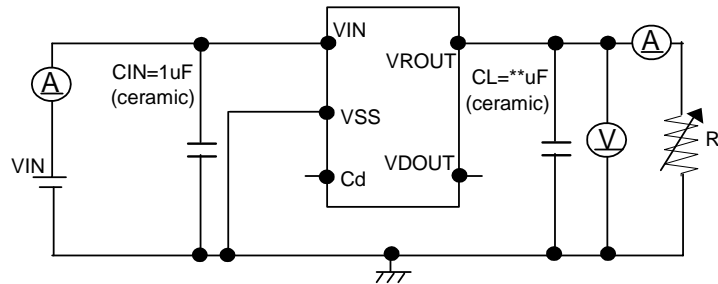 VIN
A
CIN=1uF
(ceramic)
VROUT
CL=**uF
(ceramic)
A
VSS
V
R
VIN
Cd
VDOUT